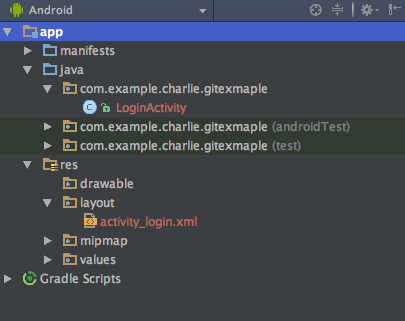 Android
app
manifests
java
com.example.charlie.gitexmaple
LoginActivity
com.example.charlie.gitexmaple (androidTest)
com.example.charlie.gitexmaple (test)
res
drawable
layout
activity_login.xml
mipmap
values
Gradle Scripts